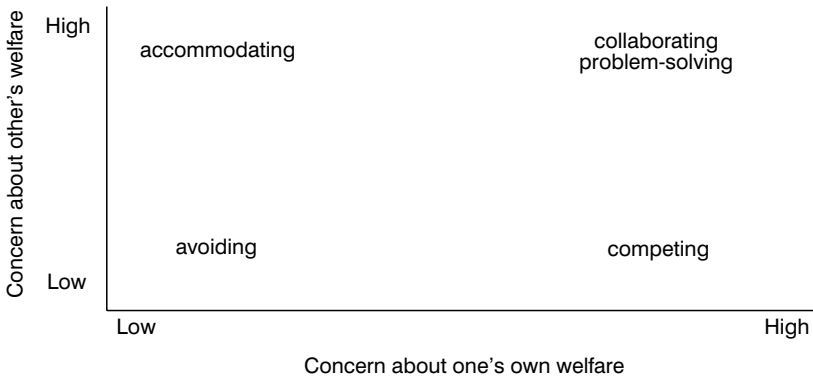 Concern about other's welfare
High
accommodating
collaborating
problem-solving
avoiding
competing
Low
Low
High
Concern about one's own welfare